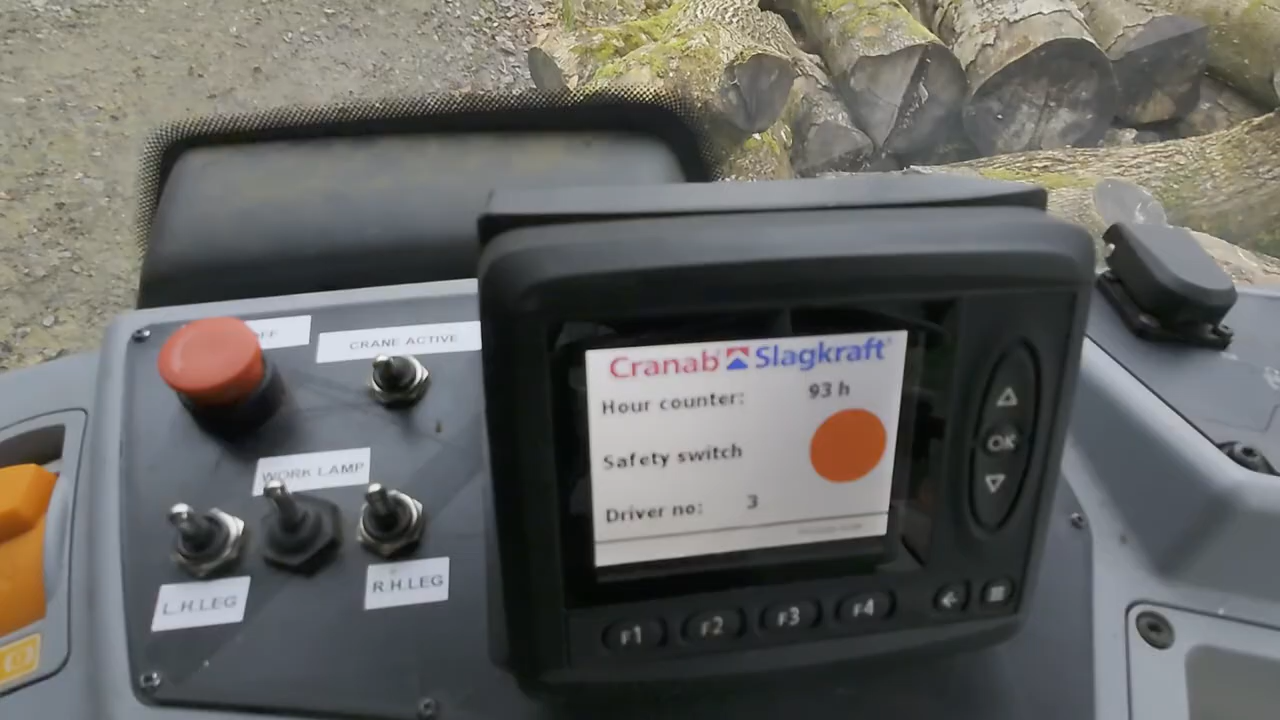 CRANE ACTIVE
WORK LAMP
L.H.LEG
R.H.LEG
Cranab Slagkraft
Hour counter: 93 h
Safety switch
Driver no: 3
OK
F1 F2 F3 F4